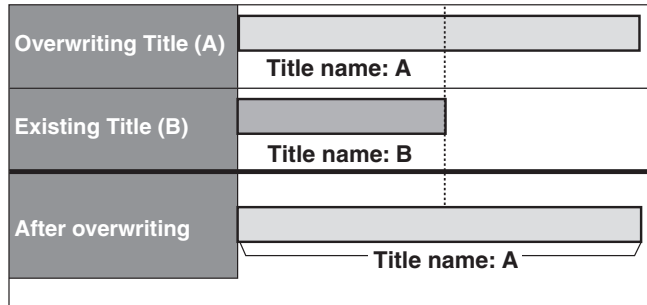 Overwriting Title (A)
Title name: A
Existing Title (B)
Title name: B
After overwriting
Title name: A